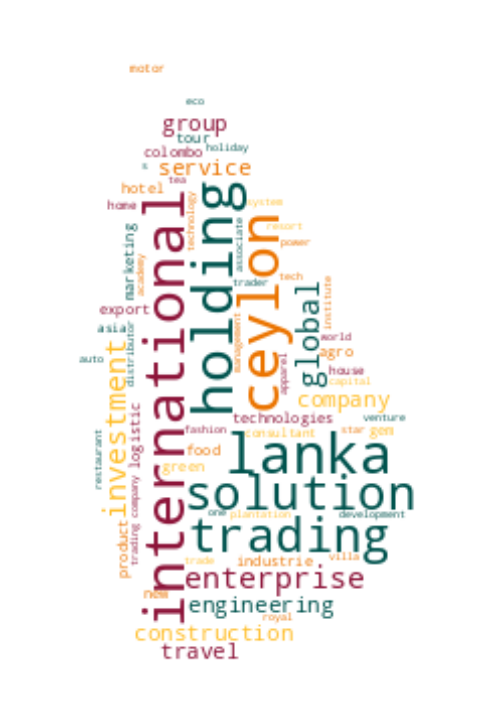 motor
eco
group
tour
holiday
colombo
s
service
tea
hotel
home
technology
system
resort
marketing
academy
international
holding
associate
ceylon
power
trader
tech
institute
export
asia
distributor
management
global
world
agro
auto
investment
apparel
house
capital
company
logistic
technologies
venture
restaurant
fashion
consultant
star
gem
food
lanka
green
solution
trading company
one
plantation
development
product
trading
trade
industrie
villa
enterprise
new
engineering
royal
construction
travel